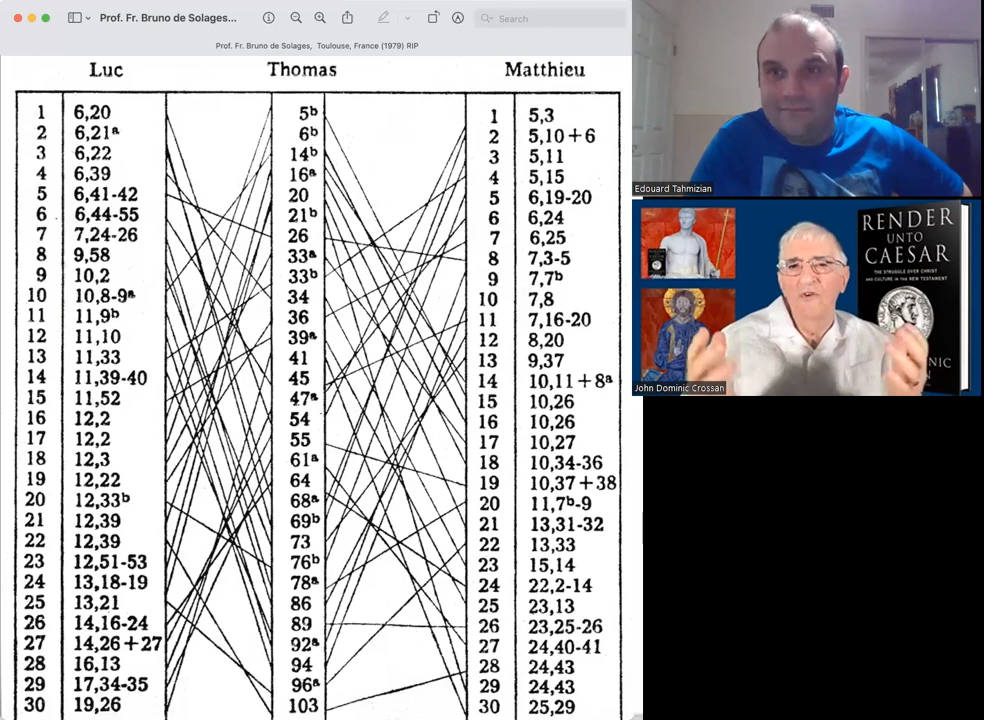 Prof. Fr. Bruno de Solages...
Search
Prof. Fr. Bruno de Solages, Toulouse, France (1979) RIP
Luc Thomas Matthieu
1 6,20 5ᵇ 1 5,3
2 6,21ᵃ 6ᵇ 2 5,10+6
3 6,22 14ᵇ 3 5,11
4 6,39 16ᵃ 4 5,15
5 6,41-42 20 5 6,19-20
6 6,44-55 21ᵇ 6 6,24
7 7,24-26 26 7 6,25
8 9,58 33ᵃ 8 7,3-5
9 10,2 33ᵇ 9 7,7ᵇ
10 10,8-9ᵃ 34 10 7,8
11 11,9ᵇ 36 11 7,16-20
12 11,10 39ᵃ 12 8,20
13 11,33 41 13 9,37
14 11,39-40 45 14 10,11+8ᵃ
15 11,52 47ᵃ 15 10,26
16 12,2 54 16 10,26
17 12,2 55 17 10,27
18 12,3 61ᵃ 18 10,34-36
19 12,22 64 19 10,37+38
20 12,33ᵇ 68ᵃ 20 11,7ᵇ-9
21 12,39 69ᵇ 21 13,31-32
22 12,39 73 22 13,33
23 12,51-53 76ᵇ 23 15,14
24 13,18-19 78ᵃ 24 22,2-14
25 13,21 86 25 23,13
26 14,16-24 89 26 23,25-26
27 14,26+27 92ᵃ 27 24,40-41
28 16,13 94 28 24,43
29 17,34-35 96ᵃ 29 24,43
30 19,26 103 30 25,29
Edouard Tahmizian
RENDER
UNTO
CAESAR
THE STRUGGLE OVER CHRIST
AND CULTURE IN THE NEW TESTAMENT
John Dominic Crossan